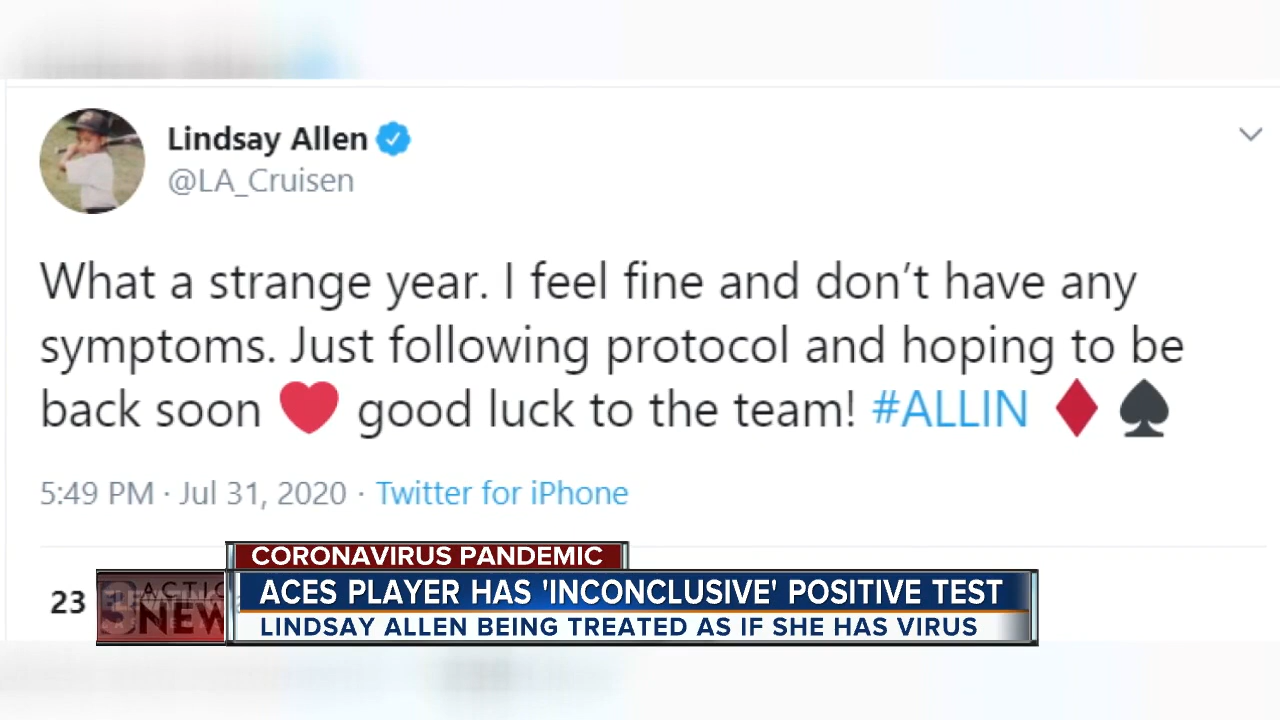 Lindsay Allen
@LA_Cruisen
What a strange year. I feel fine and don’t have any
symptoms. Just following protocol and hoping to be
back soon ❤️ good luck to the team! #ALLIN ♦️ ♠️
5:49 PM · Jul 31, 2020 · Twitter for iPhone
CORONAVIRUS PANDEMIC
23
ACES PLAYER HAS 'INCONCLUSIVE' POSITIVE TEST
LINDSAY ALLEN BEING TREATED AS IF SHE HAS VIRUS